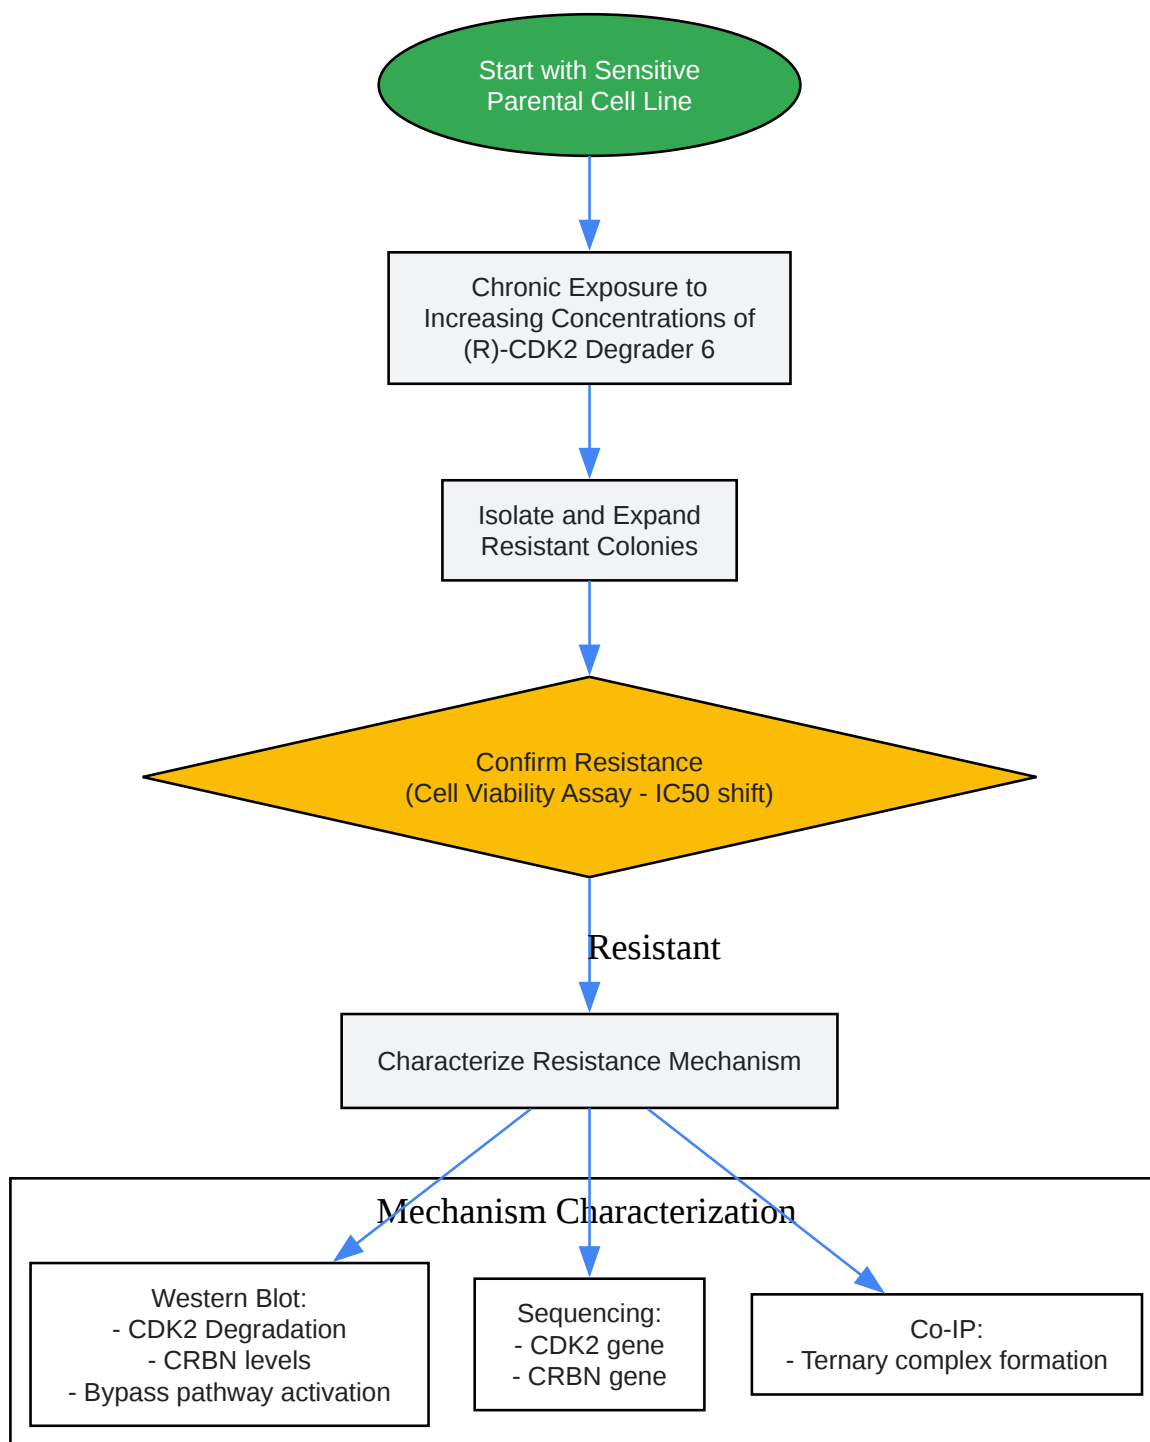 Start with Sensitive
Parental Cell Line
Chronic Exposure to
Increasing Concentrations of
(R)-CDK2 Degrader 6
Isolate and Expand
Resistant Colonies
Confirm Resistance
(Cell Viability Assay - IC50 shift)
Resistant
Characterize Resistance Mechanism
Mechanism Characterization
Western Blot:
- CDK2 Degradation
- CRBN levels
- Bypass pathway activation
Sequencing:
- CDK2 gene
- CRBN gene
Co-IP:
- Ternary complex formation